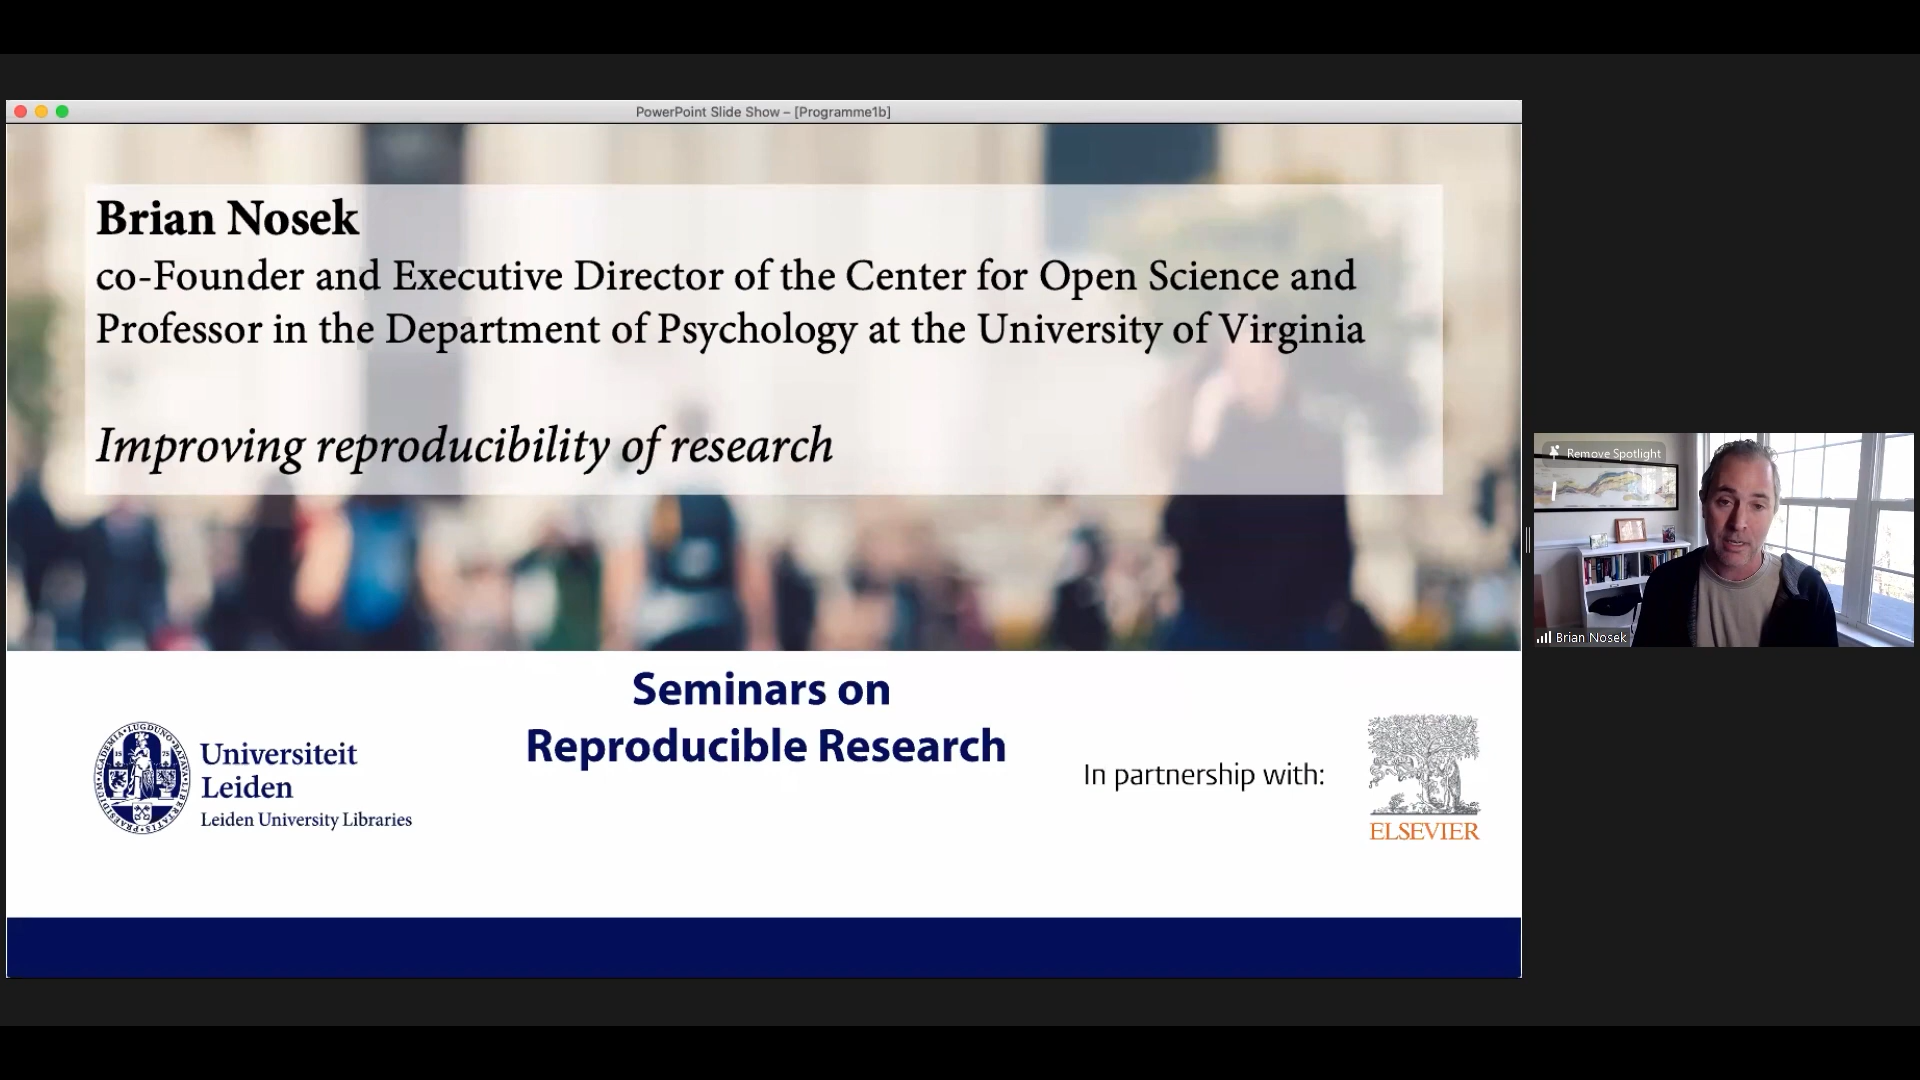 PowerPoint Slide Show – [Programme1b]
Brian Nosek
co-Founder and Executive Director of the Center for Open Science and
Professor in the Department of Psychology at the University of Virginia
Improving reproducibility of research
Remove Spotlight
Brian Nosek
Seminars on
Reproducible Research
Universiteit
Leiden
Leiden University Libraries
In partnership with:
ELSEVIER